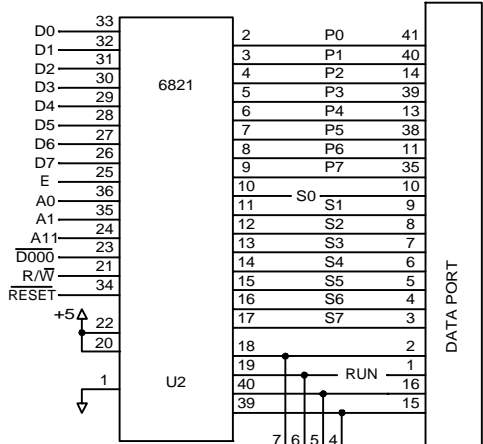 33 2 P0 41
D0
32 3 P1 40
D1
31 4 P2 14
D2
30 6821 5 P3 39
D3
29 6 P4 13
D4
28 7 P5 38
D5
27 8 P6 11
D6
26 9 P7 35
D7
25 10 S0 10
E
36 11 S1 9
A0
35 12 S2 8
A1
24 13 S3 7
A11
23 14 S4 6
D000
21 15 S5 5
R/W
34 16 S6 4
RESET
17 S7 3
+5
22
20
18 2
19 RUN 1
1 U2 40 16
39 15
7 6 5 4
DATA PORT